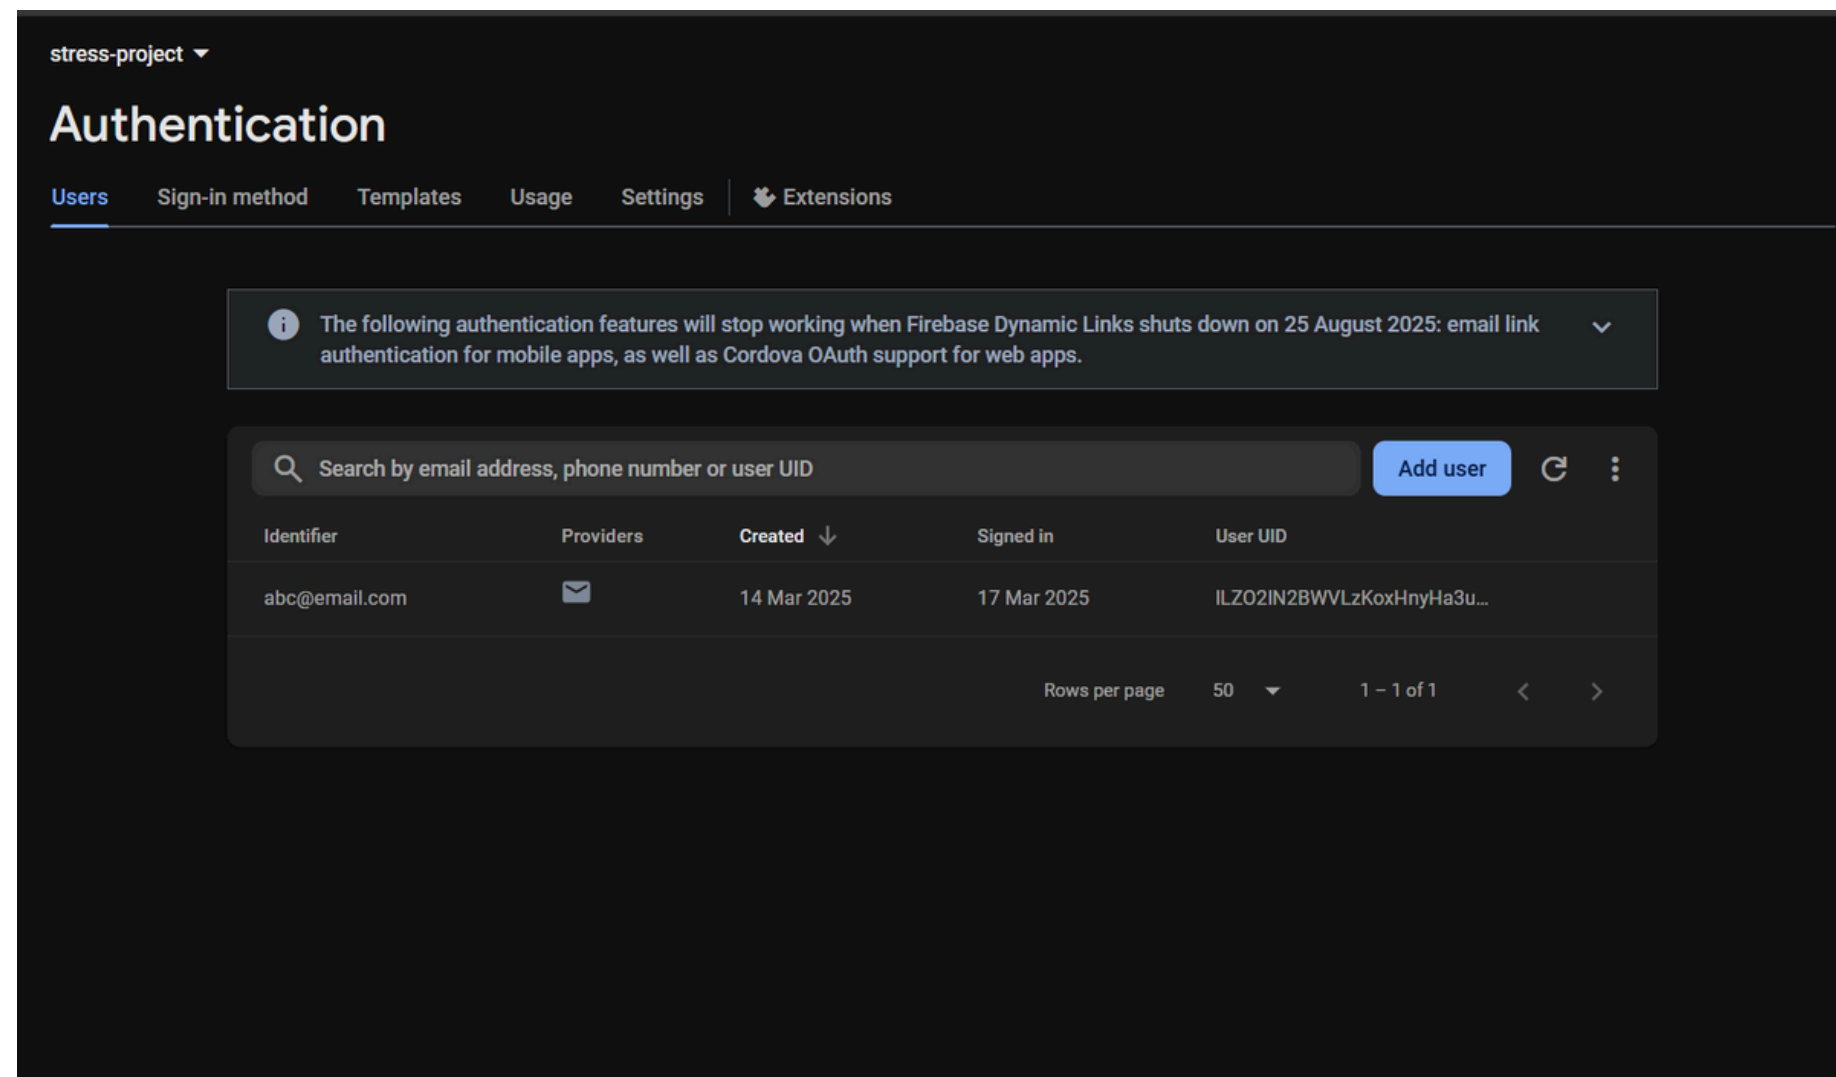 stress-project
Authentication
Users Sign-in method Templates Usage Settings Extensions
The following authentication features will stop working when Firebase Dynamic Links shuts down on 25 August 2025: email link
authentication for mobile apps, as well as Cordova OAuth support for web apps.
Search by email address, phone number or user UID Add user
Identifier Providers Created Signed in User UID
abc@email.com 14 Mar 2025 17 Mar 2025 ILZO2IN2BWVLzKoxHnyHa3u...
Rows per page 50 1 – 1 of 1